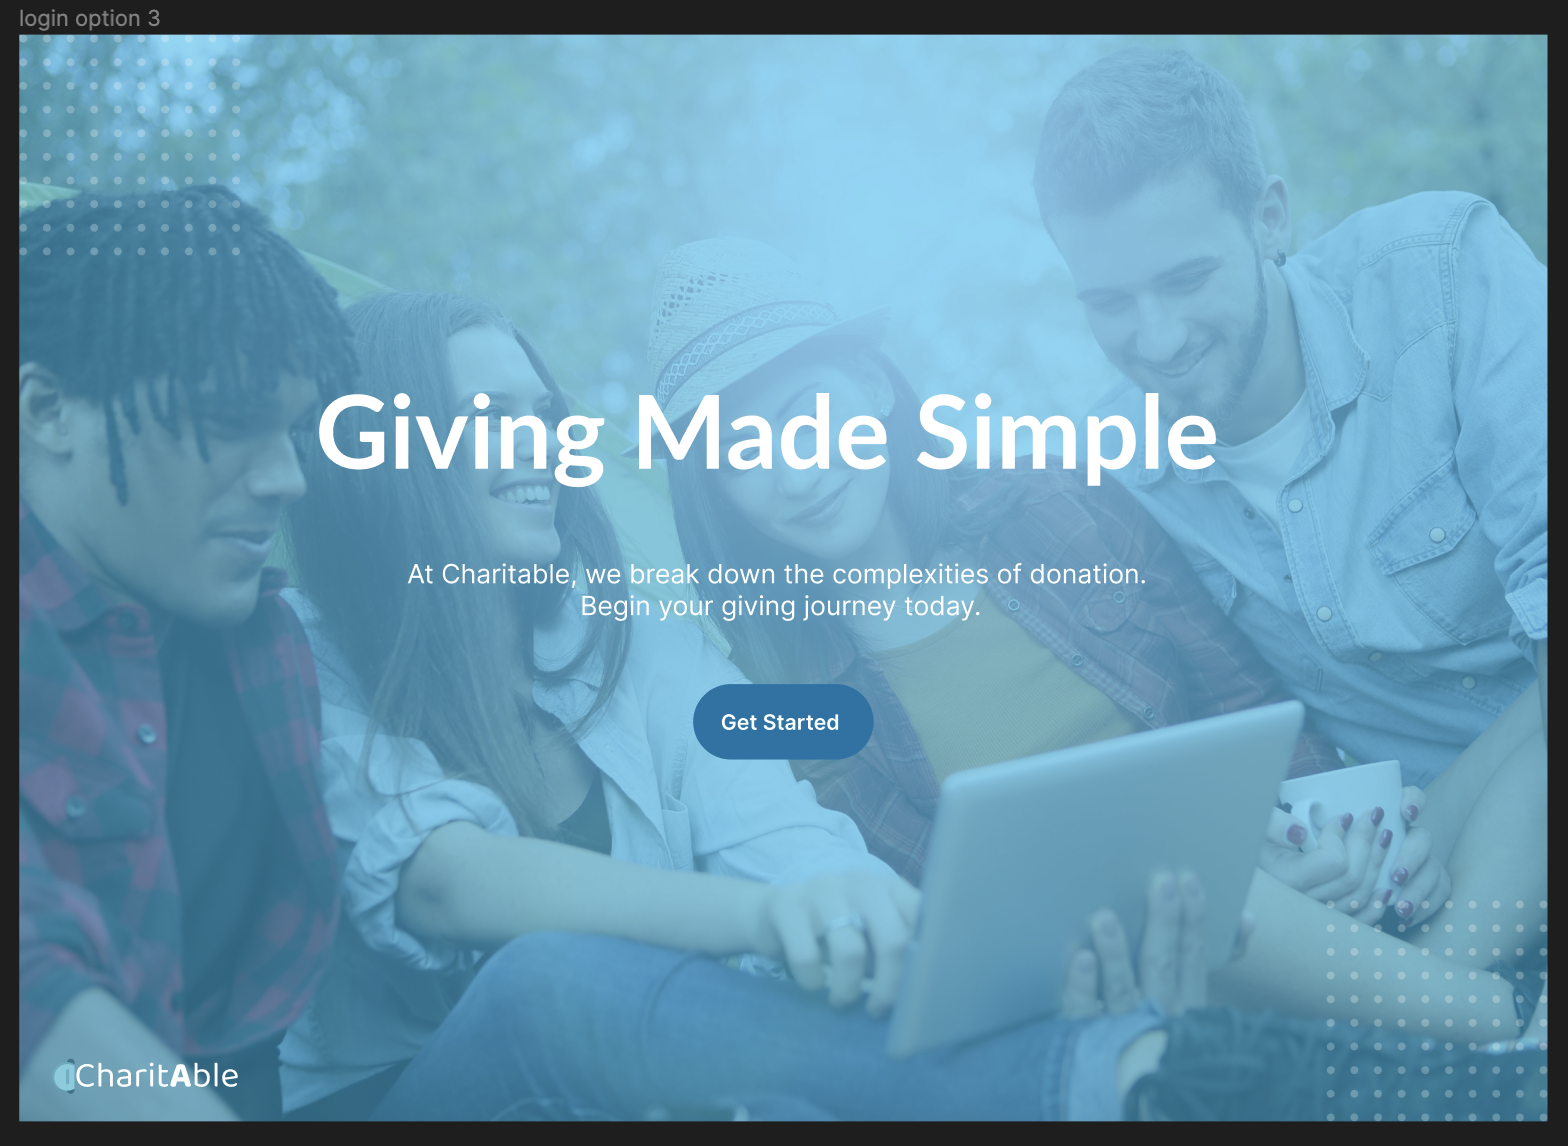 login option 3
Giving Made Simple
At Charitable, we break down the complexities of donation.
Begin your giving journey today.
Get Started
CharitAble